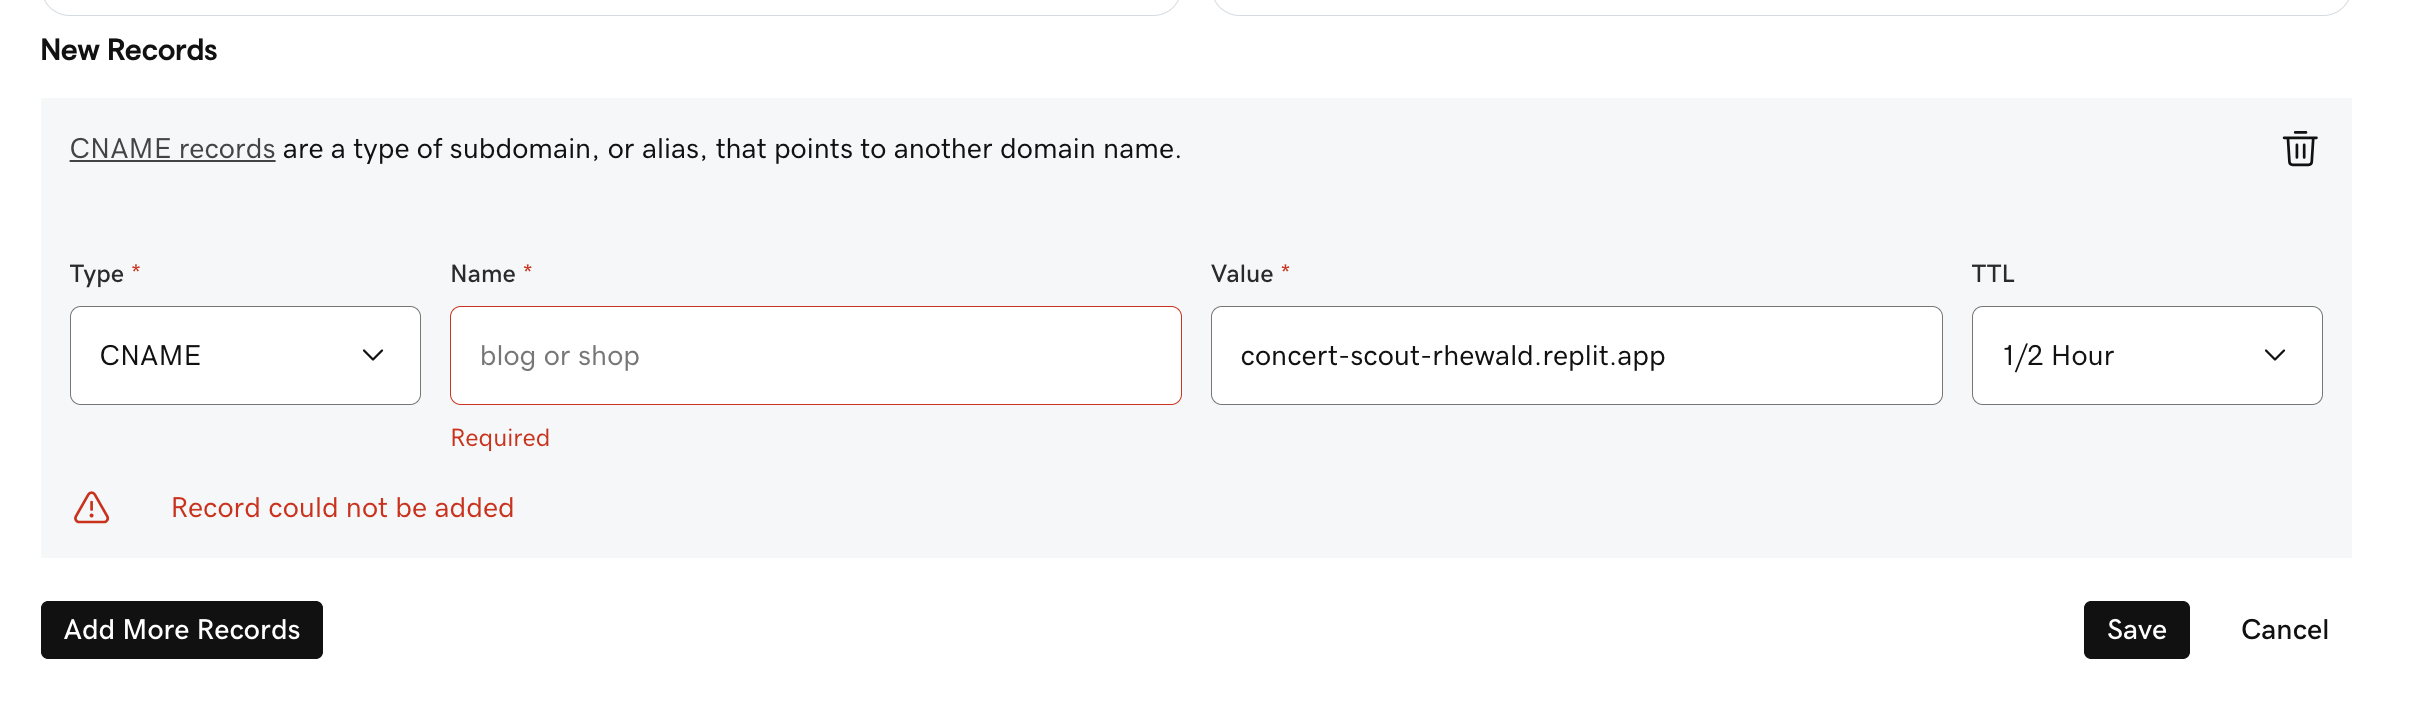 New Records
CNAME records are a type of subdomain, or alias, that points to another domain name.
Type *
Name *
Value *
TTL
CNAME
blog or shop
concert-scout-rhewald.replit.app
1/2 Hour
Required
Record could not be added
Add More Records
Save
Cancel